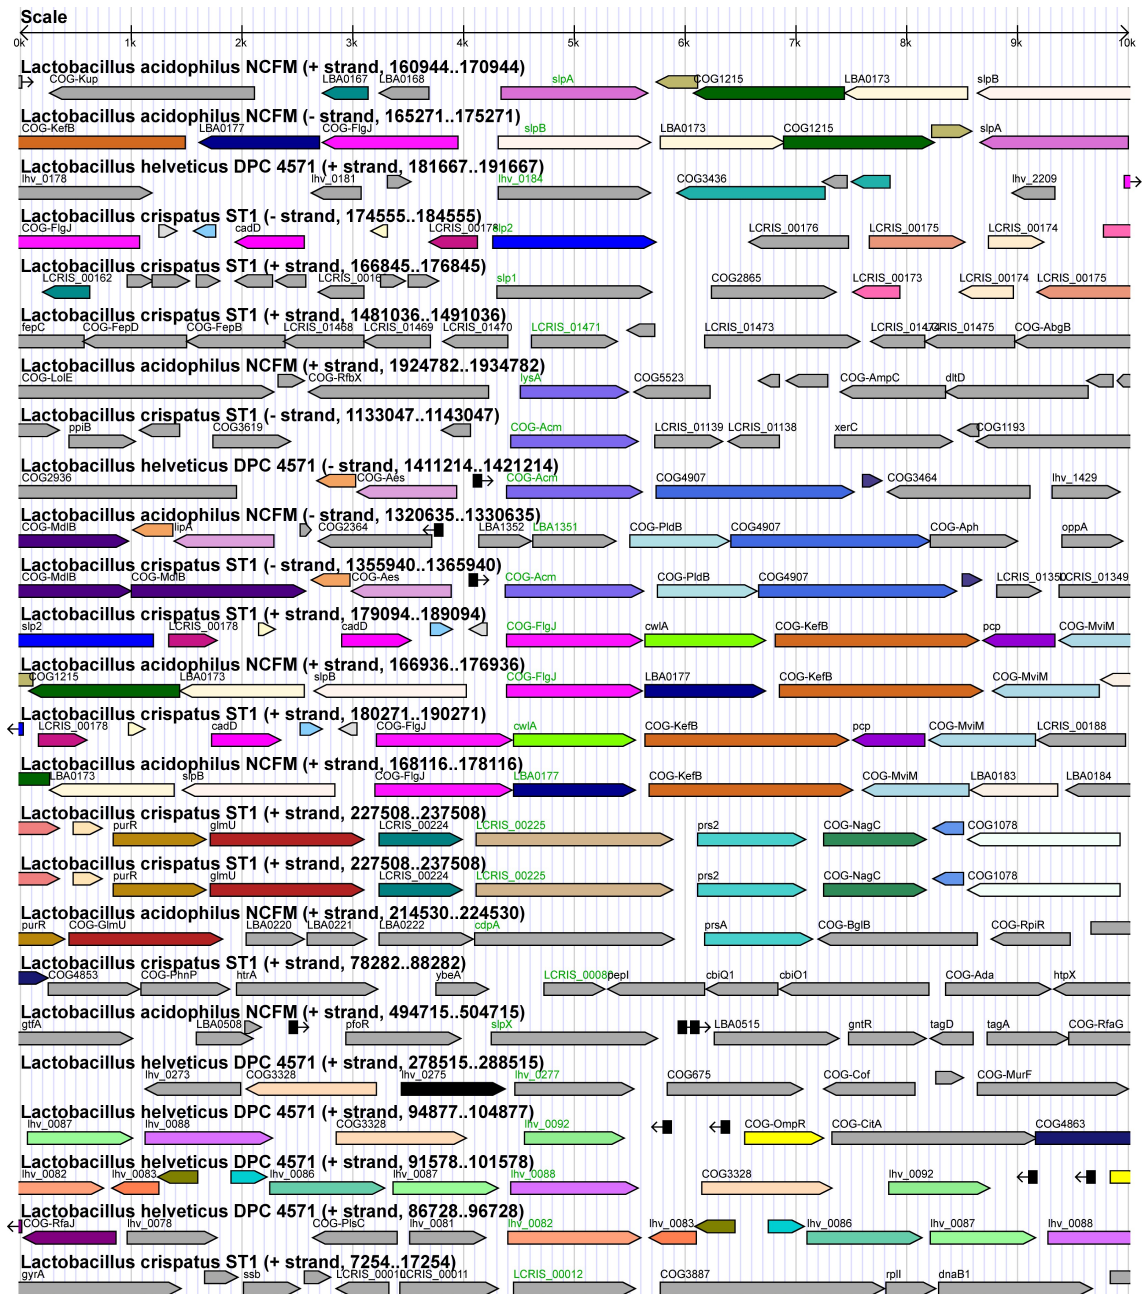 Scale
0k 1k 2k 3k 4k 5k 6k 7k 8k 9k 10k
Lactobacillus acidophilus NCFM (+ strand, 160944..170944)
COG-Kup LBA0167 LBA0168 slpA COG1215 LBA0173 slpB
Lactobacillus acidophilus NCFM (- strand, 165271..175271)
COG-KefB LBA0177 COG-FlgJ slpB LBA0173 COG1215 slpA
Lactobacillus helveticus DPC 4571 (+ strand, 181667..191667)
lhv_0178 lhv_0181 lhv_0184 COG3436 lhv_2209
Lactobacillus crispatus ST1 (- strand, 174555..184555)
COG-FlgJ cadD LCRIS_00178 slp2 LCRIS_00176 LCRIS_00175 LCRIS_00174
Lactobacillus crispatus ST1 (+ strand, 166845..176845)
LCRIS_00162 LCRIS_0016 slp1 COG2865 LCRIS_00173 LCRIS_00174 LCRIS_00175
Lactobacillus crispatus ST1 (+ strand, 1481036..1491036)
fepC COG-FepD COG-FepB LCRIS_01468 LCRIS_01469 LCRIS_01470 LCRIS_01471 LCRIS_01473 LCRIS_01474 LCRIS_01475 COG-AbgB
Lactobacillus acidophilus NCFM (+ strand, 1924782..1934782)
COG-LolE COG-RfbX lysA COG5523 COG-AmpC dltD
Lactobacillus crispatus ST1 (- strand, 1133047..1143047)
ppiB COG3619 COG-Acm LCRIS_01139 LCRIS_01138 xerC COG1193
Lactobacillus helveticus DPC 4571 (- strand, 1411214..1421214)
COG2936 COG-Aes COG-Acm COG4907 COG3464 lhv_1429
Lactobacillus acidophilus NCFM (- strand, 1320635..1330635)
COG-MdlB lipA COG2364 LBA1352 LBA1351 COG-PldB COG4907 COG-Aph oppA
Lactobacillus crispatus ST1 (- strand, 1355940..1365940)
COG-MdlB COG-MdlB COG-Aes COG-Acm COG-PldB COG4907 LCRIS_01350 LCRIS_01349
Lactobacillus crispatus ST1 (+ strand, 179094..189094)
slp2 LCRIS_00178 cadD COG-FlgJ cwlA COG-KefB pcp COG-MviM
Lactobacillus acidophilus NCFM (+ strand, 166936..176936)
COG1215 LBA0173 slpB COG-FlgJ LBA0177 COG-KefB COG-MviM
Lactobacillus crispatus ST1 (+ strand, 180271..190271)
LCRIS_00178 cadD COG-FlgJ cwlA COG-KefB pcp COG-MviM LCRIS_00188
Lactobacillus acidophilus NCFM (+ strand, 168116..178116)
LBA0173 slpB COG-FlgJ LBA0177 COG-KefB COG-MviM LBA0183 LBA0184
Lactobacillus crispatus ST1 (+ strand, 227508..237508)
purR glmU LCRIS_00224 LCRIS_00225 prs2 COG-NagC COG1078
Lactobacillus crispatus ST1 (+ strand, 227508..237508)
purR glmU LCRIS_00224 LCRIS_00225 prs2 COG-NagC COG1078
Lactobacillus acidophilus NCFM (+ strand, 214530..224530)
purR COG-GlmU LBA0220 LBA0221 LBA0222 cdpA prsA COG-BglB COG-RpiR
Lactobacillus crispatus ST1 (+ strand, 78282..88282)
COG4853 COG-PhnP htrA ybeA LCRIS_0008 pepI cbiQ1 cbiO1 COG-Ada htpX
Lactobacillus acidophilus NCFM (+ strand, 494715..504715)
gtfA LBA0508 pfoR slpX LBA0515 gntR tagD tagA COG-RfaG
Lactobacillus helveticus DPC 4571 (+ strand, 278515..288515)
lhv_0273 COG3328 lhv_0275 lhv_0277 COG675 COG-Cof COG-MurF
Lactobacillus helveticus DPC 4571 (+ strand, 94877..104877)
lhv_0087 lhv_0088 COG3328 lhv_0092 COG-OmpR COG-CitA COG4863
Lactobacillus helveticus DPC 4571 (+ strand, 91578..101578)
lhv_0082 lhv_0083 lhv_0086 lhv_0087 lhv_0088 COG3328 lhv_0092
Lactobacillus helveticus DPC 4571 (+ strand, 86728..96728)
COG-RfaJ lhv_0078 COG-PlsC lhv_0081 lhv_0082 lhv_0083 lhv_0086 lhv_0087 lhv_0088
Lactobacillus crispatus ST1 (+ strand, 7254..17254)
gyrA ssb LCRIS_00010 LCRIS_00011 LCRIS_00012 COG3887 rplI dnaB1